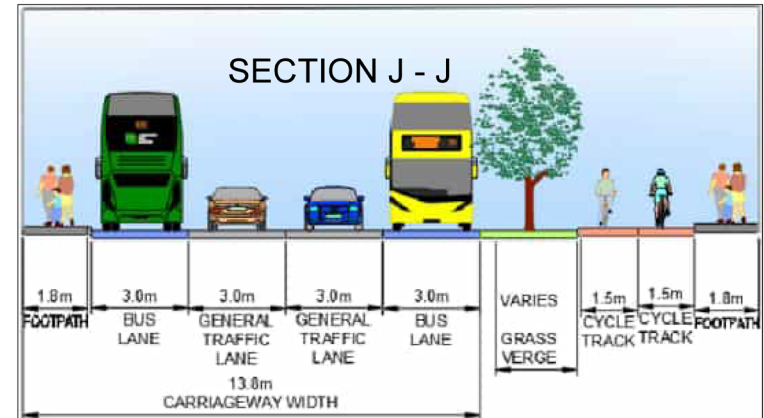 SECTION J - J
1.8m
FOOTPATH
3.0m
BUS
LANE
3.0m
GENERAL
TRAFFIC
LANE
3.0m
GENERAL
TRAFFIC
LANE
3.0m
BUS
LANE
VARIES
GRASS
VERGE
1.5m
CYCLE
TRACK
1.5m
CYCLE
TRACK
1.8m
FOOTPATH
13.8m
CARRIAGEWAY WIDTH